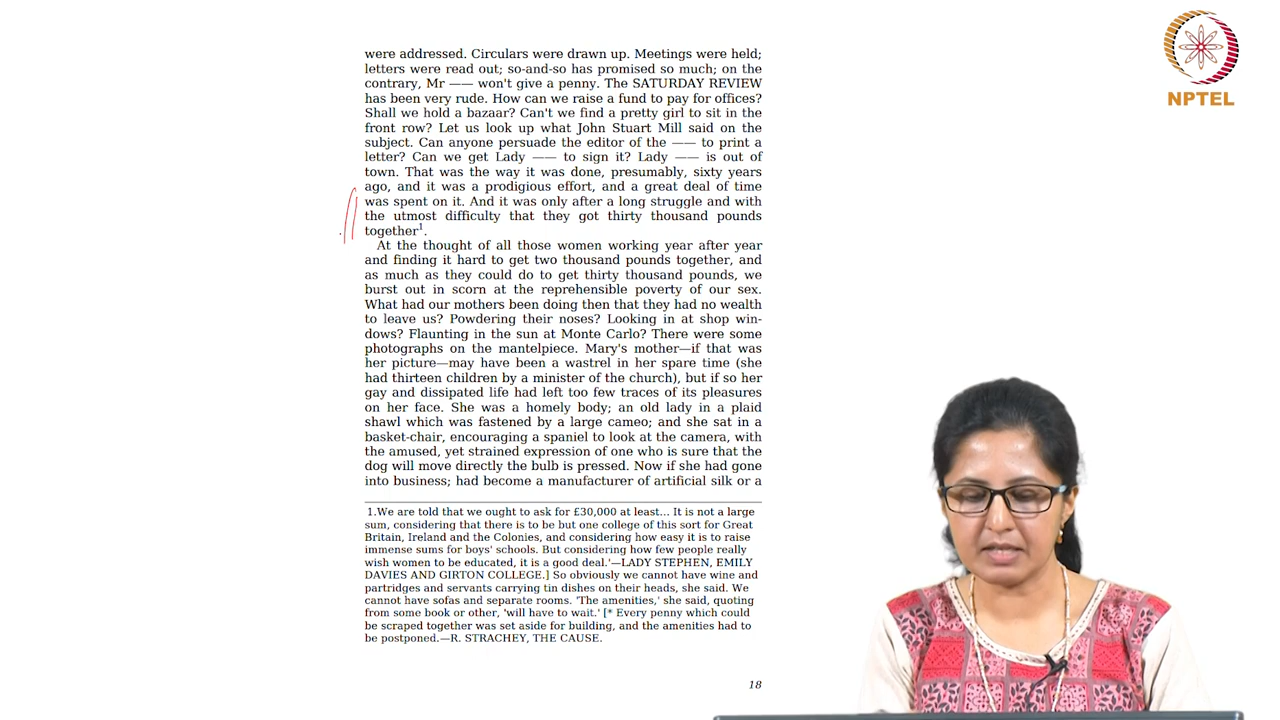 were addressed. Circulars were drawn up. Meetings were held;
letters were read out; so-and-so has promised so much; on the
contrary, Mr —— won't give a penny. The SATURDAY REVIEW
has been very rude. How can we raise a fund to pay for offices?
Shall we hold a bazaar? Can't we find a pretty girl to sit in the
front row? Let us look up what John Stuart Mill said on the
subject. Can anyone persuade the editor of the —— to print a
letter? Can we get Lady —— to sign it? Lady —— is out of
town. That was the way it was done, presumably, sixty years
ago, and it was a prodigious effort, and a great deal of time
was spent on it. And it was only after a long struggle and with
the utmost difficulty that they got thirty thousand pounds
together¹.
At the thought of all those women working year after year
and finding it hard to get two thousand pounds together, and
as much as they could do to get thirty thousand pounds, we
burst out in scorn at the reprehensible poverty of our sex.
What had our mothers been doing then that they had no wealth
to leave us? Powdering their noses? Looking in at shop win-
dows? Flaunting in the sun at Monte Carlo? There were some
photographs on the mantelpiece. Mary's mother—if that was
her picture—may have been a wastrel in her spare time (she
had thirteen children by a minister of the church), but if so her
gay and dissipated life had left too few traces of its pleasures
on her face. She was a homely body; an old lady in a plaid
shawl which was fastened by a large cameo; and she sat in a
basket-chair, encouraging a spaniel to look at the camera, with
the amused, yet strained expression of one who is sure that the
dog will move directly the bulb is pressed. Now if she had gone
into business; had become a manufacturer of artificial silk or a
1.We are told that we ought to ask for £30,000 at least... It is not a large
sum, considering that there is to be but one college of this sort for Great
Britain, Ireland and the Colonies, and considering how easy it is to raise
immense sums for boys' schools. But considering how few people really
wish women to be educated, it is a good deal.'—LADY STEPHEN, EMILY
DAVIES AND GIRTON COLLEGE.] So obviously we cannot have wine and
partridges and servants carrying tin dishes on their heads, she said. We
cannot have sofas and separate rooms. 'The amenities,' she said, quoting
from some book or other, 'will have to wait.' [* Every penny which could
be scraped together was set aside for building, and the amenities had to
be postponed.—R. STRACHEY, THE CAUSE.
18
NPTEL